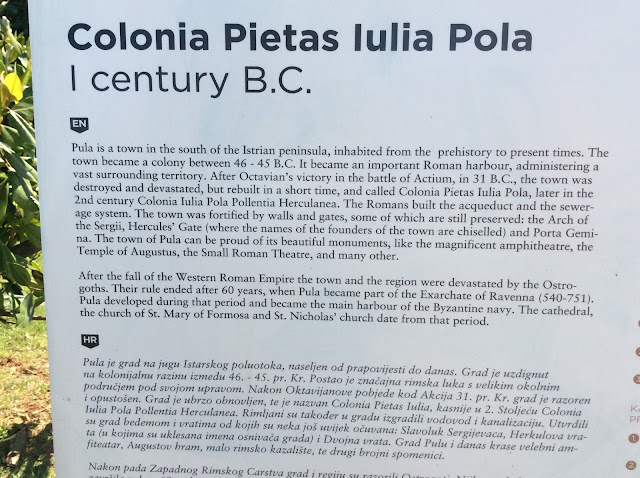 Colonia Pietas Iulia Pola
I century B.C.
EN
Pula is a town in the south of the Istrian peninsula, inhabited from the prehistory to present times. The
town became a colony between 46 - 45 B.C. It became an important Roman harbour, administering a
vast surrounding territory. After Octavian's victory in the battle of Actium, in 31 B.C., the town was
destroyed and devastated, but rebuilt in a short time, and called Colonia Pietas Iulia Pola, later in the
2nd century Colonia Iulia Pola Pollentia Herculanea. The Romans built the acqueduct and the sewer-
age system. The town was fortified by walls and gates, some of which are still preserved: the Arch of
the Sergii, Hercules' Gate (where the names of the founders of the town are chiselled) and Porta Gemi-
na. The town of Pula can be proud of its beautiful monuments, like the magnificent amphitheatre, the
Temple of Augustus, the Small Roman Theatre, and many other.
After the fall of the Western Roman Empire the town and the region were devastated by the Ostro-
goths. Their rule ended after 60 years, when Pula became part of the Exarchate of Ravenna (540-751).
Pula developed during that period and became the main harbour of the Byzantine navy. The cathedral,
the church of St. Mary of Formosa and St. Nicholas' church date from that period.
HR
Pula je grad na jugu Istarskog poluotoka, naseljen od prapovijesti do danas. Grad je uzdignut
na kolonijalnu razinu između 46. - 45. pr. Kr. Postao je značajna rimska luka s velikim okolnim
područjem pod svojom upravom. Nakon Oktavijanove pobjede kod Akcija 31. pr. Kr. grad je razoren
i opustošen. Grad je ubrzo obnovljen, te je nazvan Colonia Pietas Iulia, kasnije u 2. Stoljeću Colonia
Iulia Pola Pollentia Herculanea. Rimljani su također u gradu izgradili vodovod i kanalizaciju. Utvrdili
su grad bedemom i vratima od kojih su neka još uvijek očuvana: Slavoluk Sergijevaca, Herkulova vra-
ta (u kojima su uklesana imena osnivača grada) i Dvojna vrata. Grad Pulu i danas krase velebni am-
fiteatar, Augustov hram, malo rimsko kazalište, te drugi brojni spomenici.
Nakon pada Zapadnog Rimskog Carstva grad i regiju su razorili